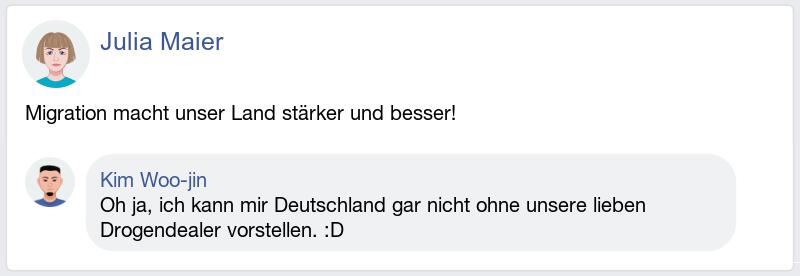 Julia Maier
Migration macht unser Land stärker und besser!
Kim Woo-jin
Oh ja, ich kann mir Deutschland gar nicht ohne unsere lieben
Drogendealer vorstellen. :D